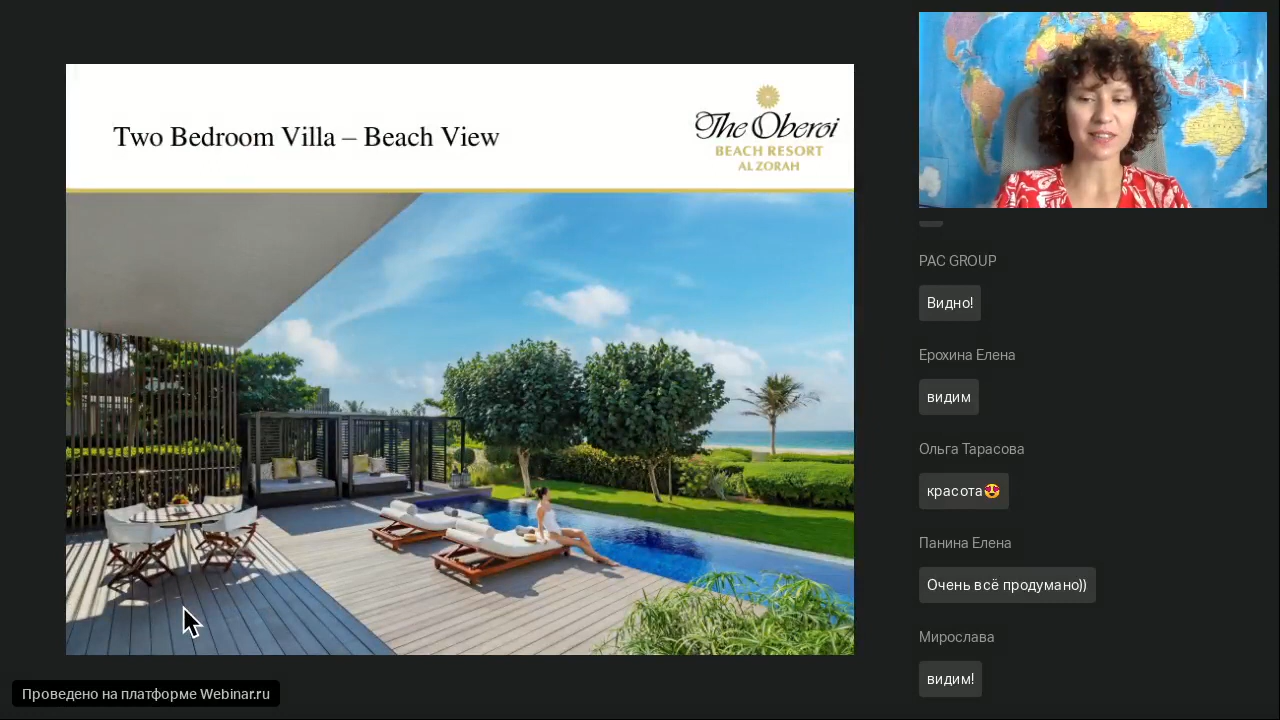 Two Bedroom Villa – Beach View
The Oberoi
BEACH RESORT
AL ZORAH
PAC GROUP
Видно!
Ерохина Елена
видим
Ольга Тарасова
красота😍
Панина Елена
Очень всё продумано))
Мирослава
видим!
Проведено на платформе Webinar.ru